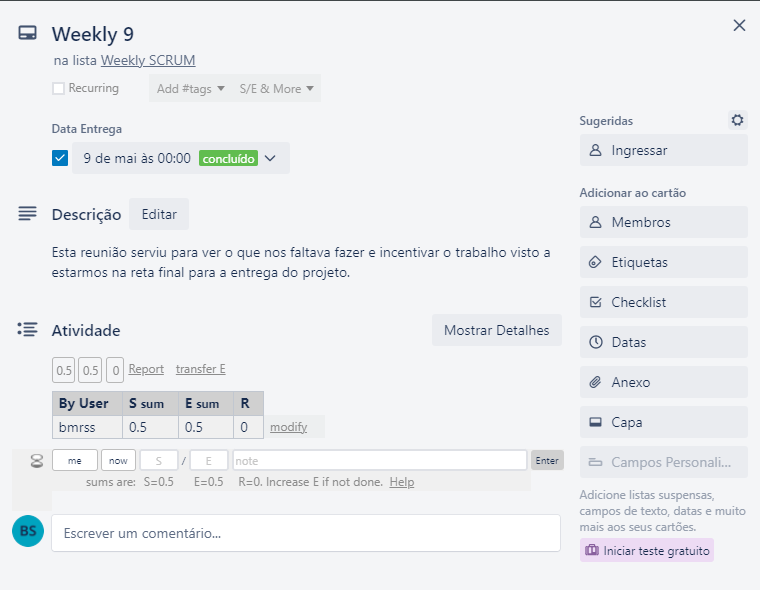 Weekly 9
na lista Weekly SCRUM
Recurring
Add #tags
S/E & More
Data Entrega
9 de mai às 00:00 concluído
Descrição
Editar
Esta reunião serviu para ver o que nos faltava fazer e incentivar o trabalho visto a
estarmos na reta final para a entrega do projeto.
Atividade
Mostrar Detalhes
0.5 0.5 0 Report transfer E
By User S sum E sum R
bmrss 0.5 0.5 0 modify
me now S / E note Enter
sums are: S=0.5 E=0.5 R=0. Increase E if not done. Help
BS
Escrever um comentário...
Sugeridas
Ingressar
Adicionar ao cartão
Membros
Etiquetas
Checklist
Datas
Anexo
Capa
Campos Personali...
Adicione listas suspensas,
campos de texto, datas e muito
mais aos seus cartões.
Iniciar teste gratuito